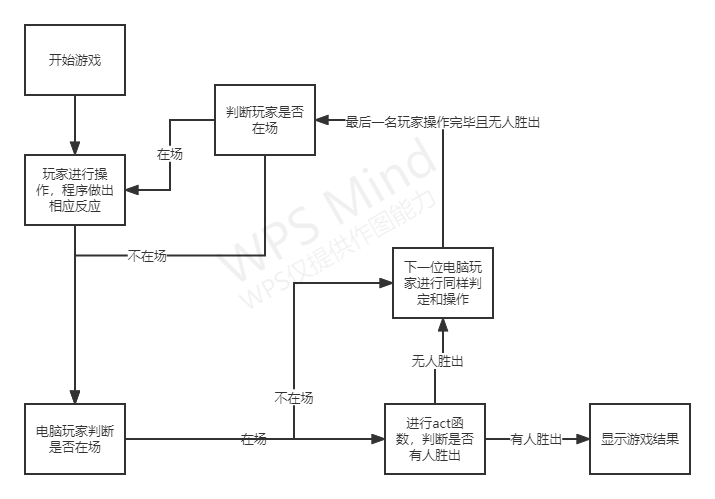 开始游戏
判断玩家是否
在场
最后一名玩家操作完毕且无人胜出
在场
玩家进行操
作，程序做出
相应反应
WPS Mind
WPS仅提供作图能力
不在场
下一位电脑玩
家进行同样判
定和操作
无人胜出
不在场
电脑玩家判断
是否在场
在场
进行act函
数，判断是否
有人胜出
有人胜出
显示游戏结果